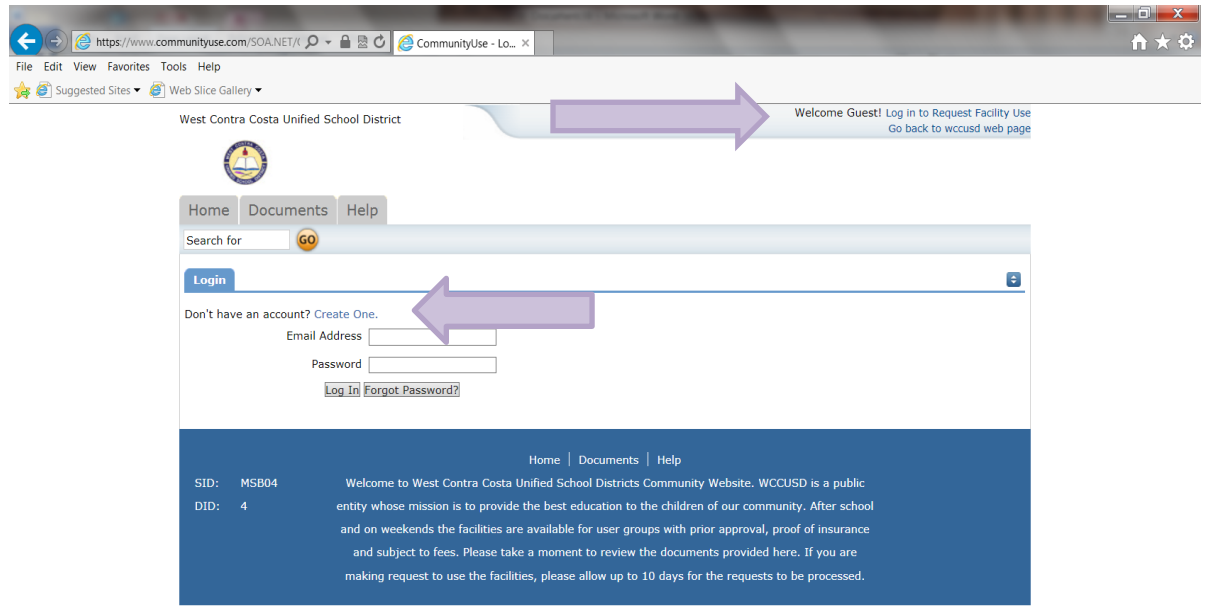 https://www.communityuse.com/SOA.NET/( CommunityUse - Lo... ×
File Edit View Favorites Tools Help
Suggested Sites ▼ Web Slice Gallery ▼
West Contra Costa Unified School District
Welcome Guest! Log in to Request Facility Use
Go back to wccusd web page
Home Documents Help
Search for GO
Login
Don't have an account? Create One.
Email Address
Password
Log In Forgot Password?
Home | Documents | Help
SID: MSB04
DID: 4
Welcome to West Contra Costa Unified School Districts Community Website. WCCUSD is a public
entity whose mission is to provide the best education to the children of our community. After school
and on weekends the facilities are available for user groups with prior approval, proof of insurance
and subject to fees. Please take a moment to review the documents provided here. If you are
making request to use the facilities, please allow up to 10 days for the requests to be processed.